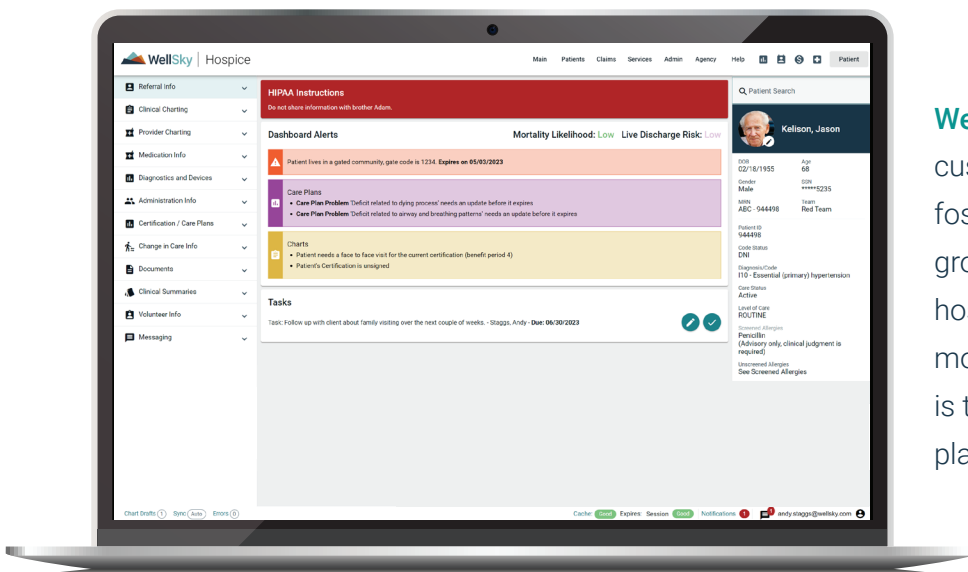 WellSky | Hospice
Main Patients Claims Services Admin Agency Help Patient
Referral Info
Clinical Charting
Provider Charting
Medication Info
Diagnostics and Devices
Administration Info
Certification / Care Plans
Change in Care Info
Documents
Clinical Summaries
Volunteer Info
Messaging
HIPAA Instructions
Do not share information with brother Adam.
Dashboard Alerts Mortality Likelihood: Low Live Discharge Risk: Low
Patient lives in a gated community, gate code is 1234. Expires on 05/03/2023
Care Plans
• Care Plan Problem 'Deficit related to dying process' needs an update before it expires
• Care Plan Problem 'Deficit related to airway and breathing patterns' needs an update before it expires
Charts
• Patient needs a face to face visit for the current certification (benefit period 4)
• Patient's Certification is unsigned
Tasks
Task: Follow up with client about family visiting over the next couple of weeks. - Staggs, Andy - Due: 06/30/2023
Patient Search
Kelison, Jason
DOB Age
02/18/1955 68
Gender SSN
Male *****5235
MRN Team
ABC - 944498 Red Team
Patient ID
944498
Code Status
DNI
Diagnosis/Code
I10 - Essential (primary) hypertension
Care Status
Active
Level of Care
ROUTINE
Screened Allergies
Penicillin
(Advisory only, clinical judgment is
required)
Unscreened Allergies
See Screened Allergies
Chart Drafts 1 Sync Auto Errors 0
Cache: Good Expires: Session Good Notifications 1 1 andy.staggs@wellsky.com
We
cus
fos
gro
hos
mo
is t
pla